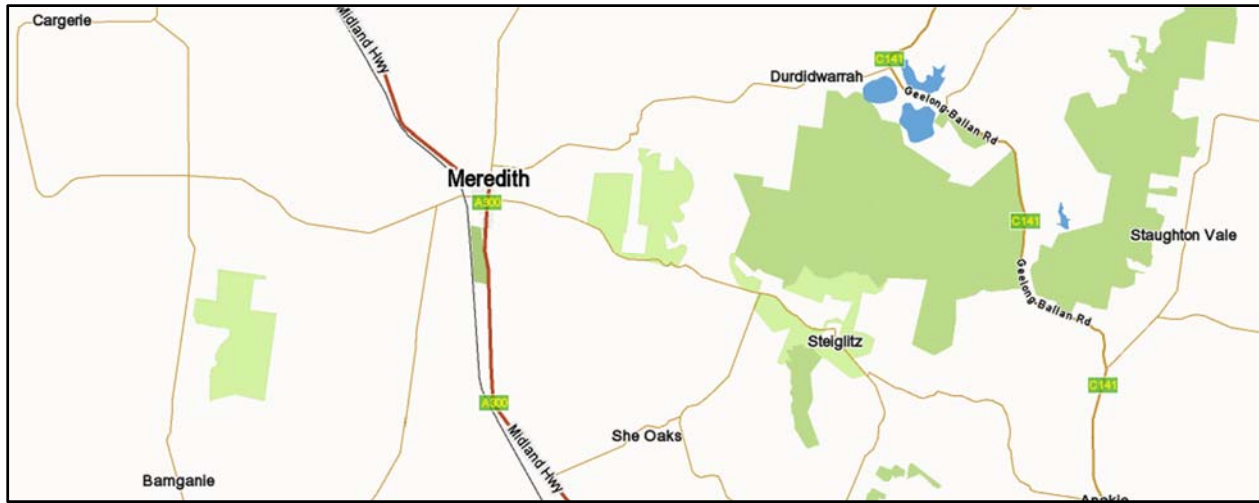 Cargerie
Midland Hwy
C141
Durdidwarrah
Geelong-Ballan Rd
Meredith
A300
C141
Staughton Vale
Geelong-Ballan Rd
Steiglitz
C141
A300
She Oaks
Midland Hwy
Bamganie